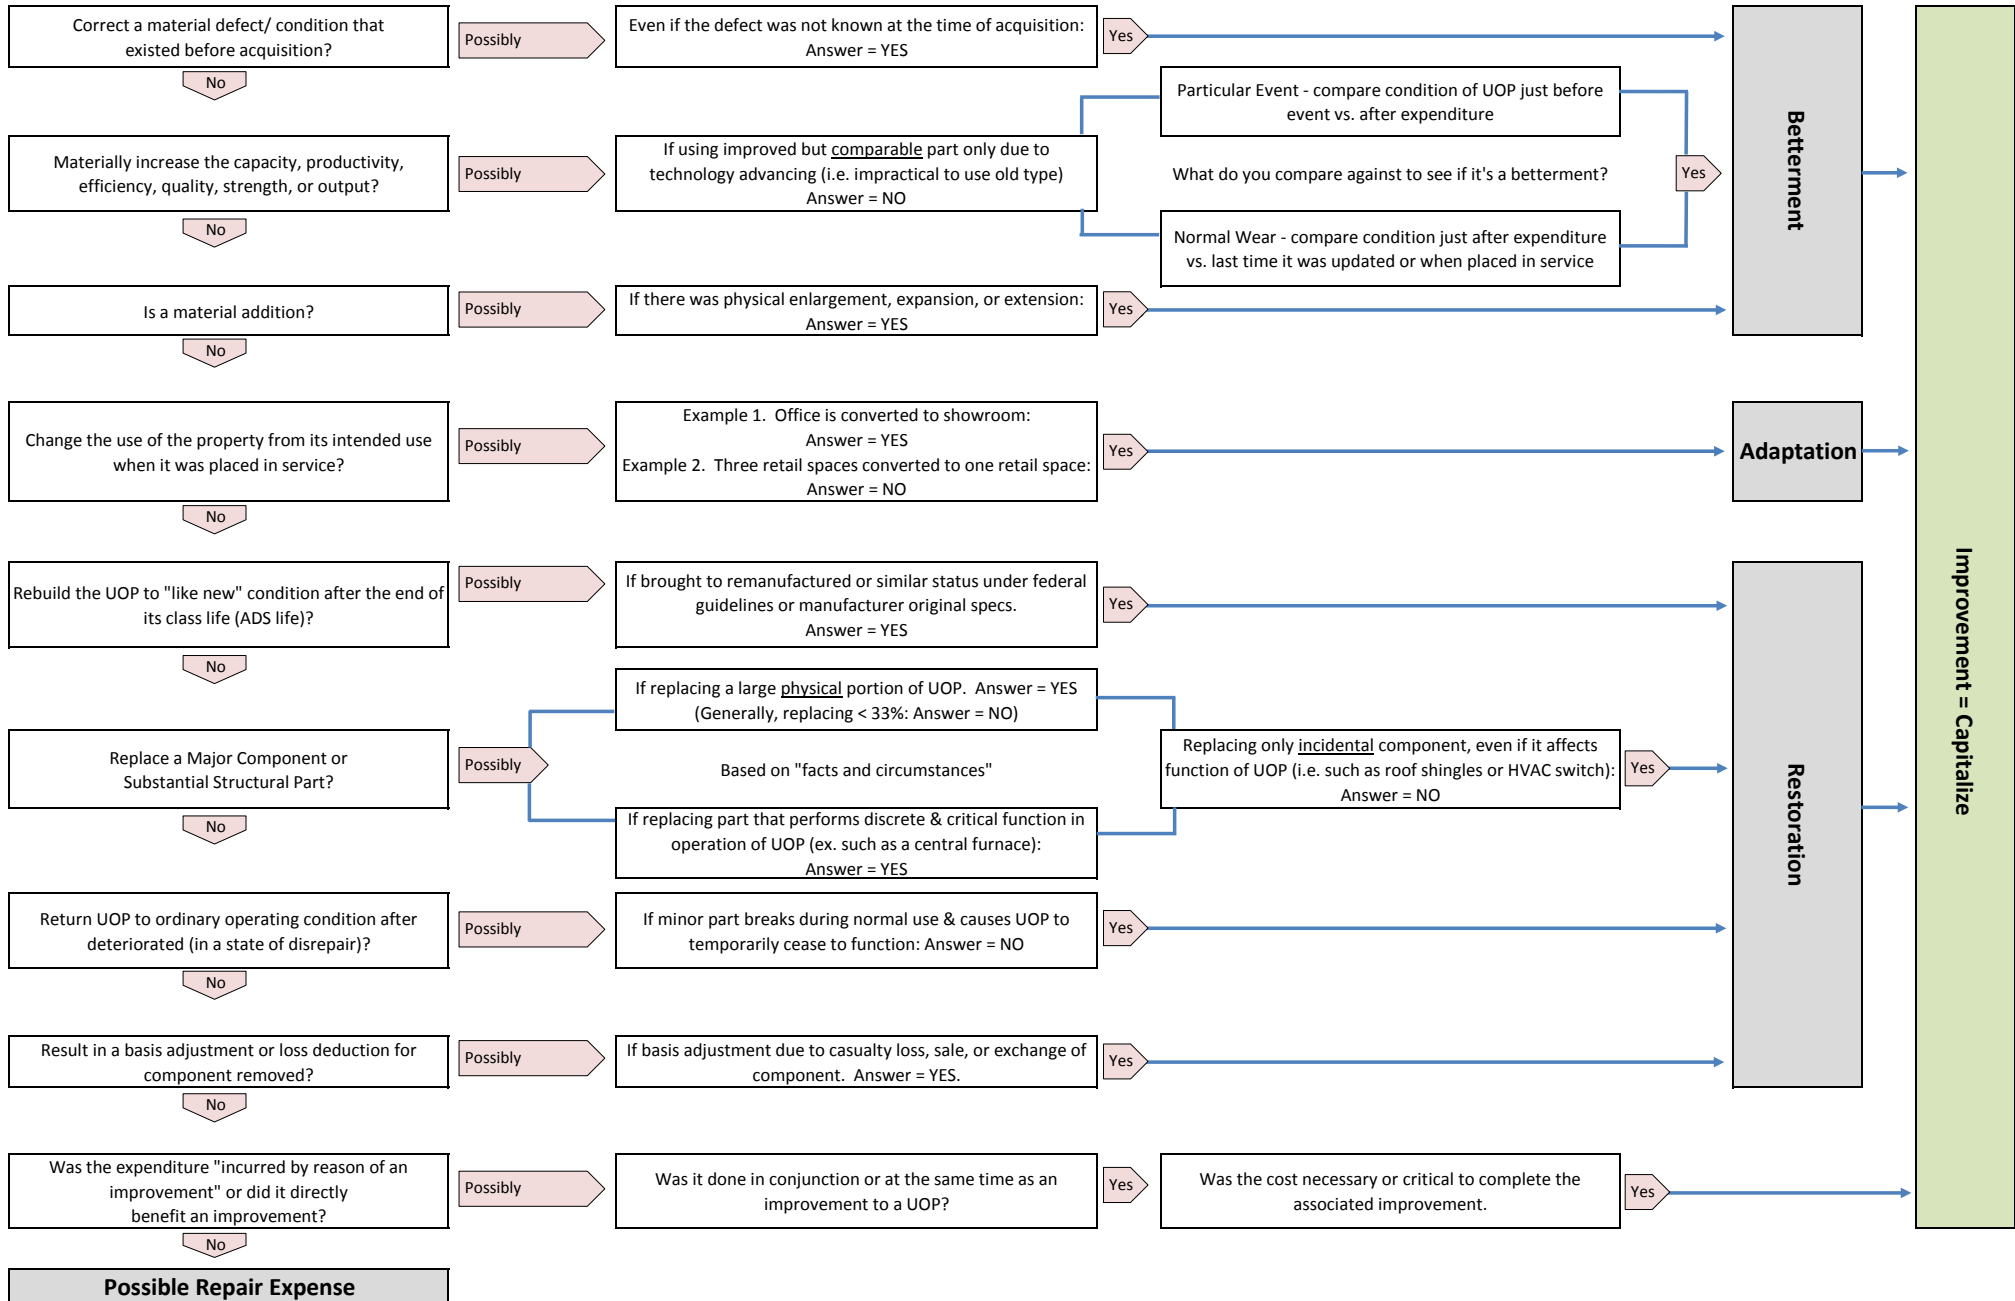 Correct a material defect/ condition that
existed before acquisition?
Possibly
Even if the defect was not known at the time of acquisition:
Answer = YES
Yes
No
Particular Event - compare condition of UOP just before
event vs. after expenditure
Materially increase the capacity, productivity,
efficiency, quality, strength, or output?
Possibly
If using improved but comparable part only due to
technology advancing (i.e. impractical to use old type)
Answer = NO
What do you compare against to see if it's a betterment?
Yes
Betterment
No
Normal Wear - compare condition just after expenditure
vs. last time it was updated or when placed in service
Is a material addition?
Possibly
If there was physical enlargement, expansion, or extension:
Answer = YES
Yes
No
Change the use of the property from its intended use
when it was placed in service?
Possibly
Example 1.  Office is converted to showroom:
Answer = YES
Example 2.  Three retail spaces converted to one retail space:
Answer = NO
Yes
Adaptation
No
Rebuild the UOP to "like new" condition after the end of
its class life (ADS life)?
Possibly
If brought to remanufactured or similar status under federal
guidelines or manufacturer original specs.
Answer = YES
Yes
Improvement = Capitalize
No
If replacing a large physical portion of UOP.  Answer = YES
(Generally, replacing < 33%: Answer = NO)
Replace a Major Component or
Substantial Structural Part?
Possibly
Based on "facts and circumstances"
Replacing only incidental component, even if it affects
function of UOP (i.e. such as roof shingles or HVAC switch):
Answer = NO
Yes
Restoration
No
If replacing part that performs discrete & critical function in
operation of UOP (ex. such as a central furnace):
Answer = YES
Return UOP to ordinary operating condition after
deteriorated (in a state of disrepair)?
Possibly
If minor part breaks during normal use & causes UOP to
temporarily cease to function: Answer = NO
Yes
No
Result in a basis adjustment or loss deduction for
component removed?
Possibly
If basis adjustment due to casualty loss, sale, or exchange of
component.  Answer = YES.
Yes
No
Was the expenditure "incurred by reason of an
improvement" or did it directly
benefit an improvement?
Possibly
Was it done in conjunction or at the same time as an
improvement to a UOP?
Yes
Was the cost necessary or critical to complete the
associated improvement.
Yes
No
Possible Repair Expense